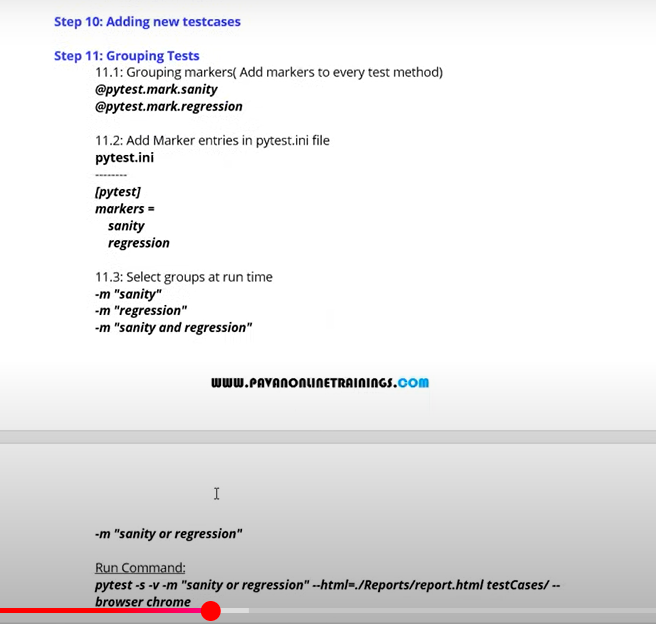 Step 10: Adding new testcases
Step 11: Grouping Tests
11.1: Grouping markers( Add markers to every test method)
@pytest.mark.sanity
@pytest.mark.regression
11.2: Add Marker entries in pytest.ini file
pytest.ini
--------
[pytest]
markers =
sanity
regression
11.3: Select groups at run time
-m "sanity"
-m "regression"
-m "sanity and regression"
WWW.PAVANONLINETRAININGS.COM
-m "sanity or regression"
Run Command:
pytest -s -v -m "sanity or regression" --html=./Reports/report.html testCases/ --
browser chrome